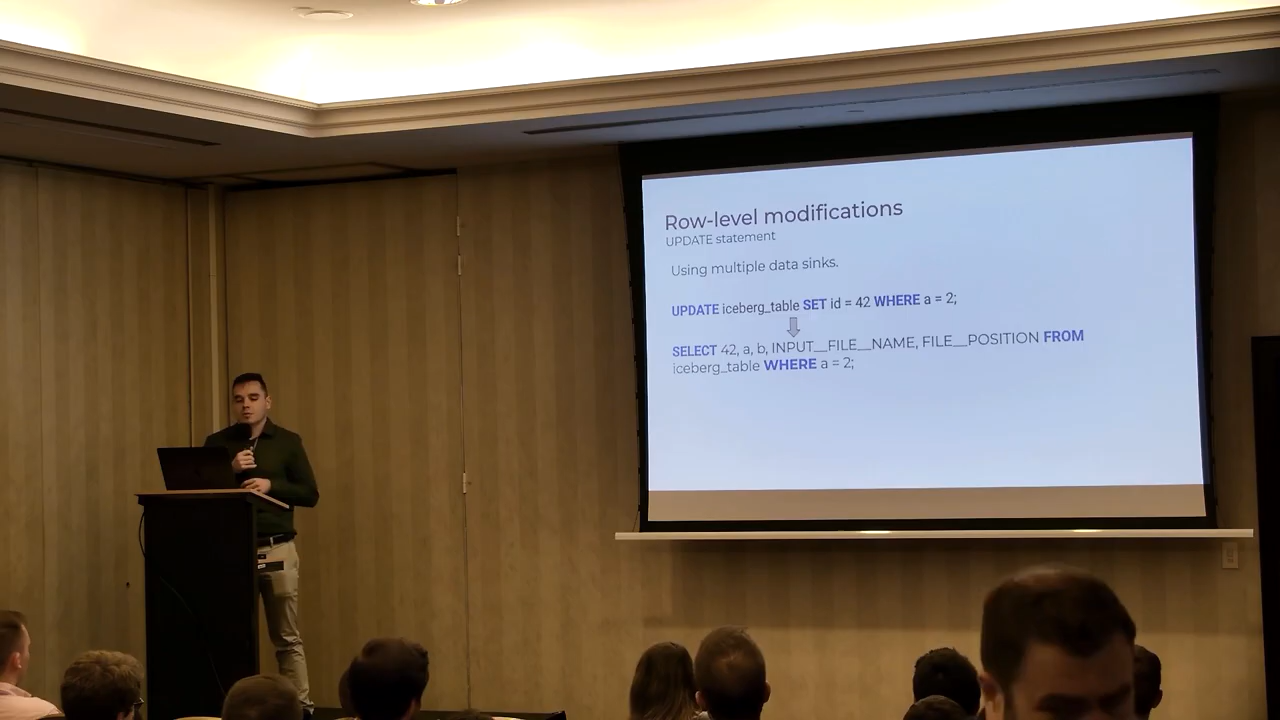 Row-level modifications
UPDATE statement
Using multiple data sinks.
UPDATE iceberg_table SET id = 42 WHERE a = 2;
SELECT 42, a, b, INPUT__FILE__NAME, FILE__POSITION FROM
iceberg_table WHERE a = 2;